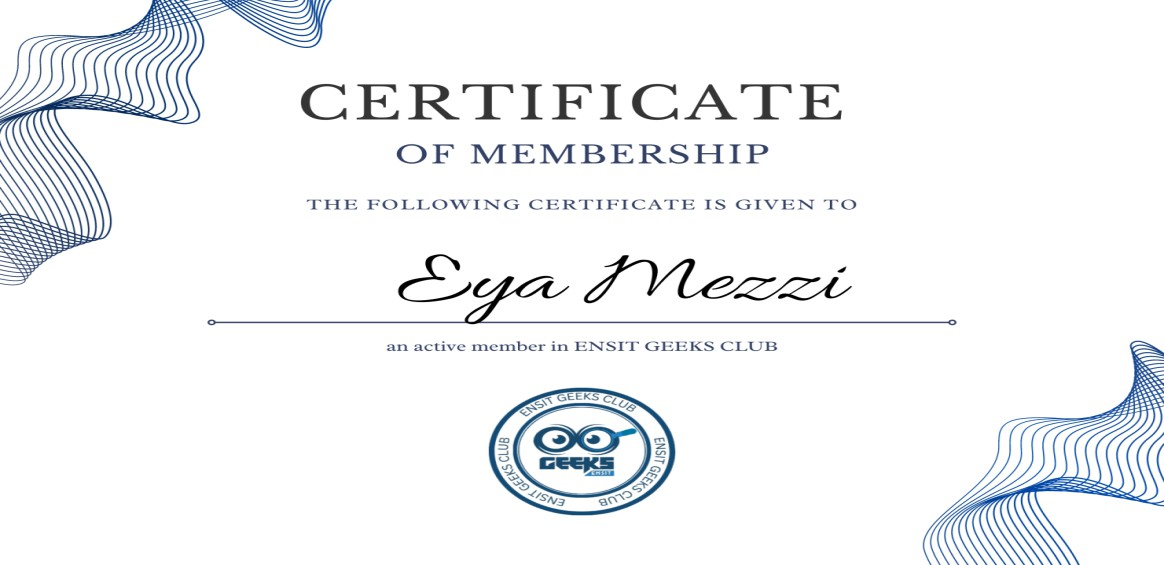 CERTIFICATE
OF MEMBERSHIP
THE FOLLOWING CERTIFICATE IS GIVEN TO
Eya Mezzi
an active member in ENSIT GEEKS CLUB
ENSIT GEEKS CLUB
ENSIT GEEKS CLUB
ENSIT GEEKS CLUB
GEEKS
ENSIT